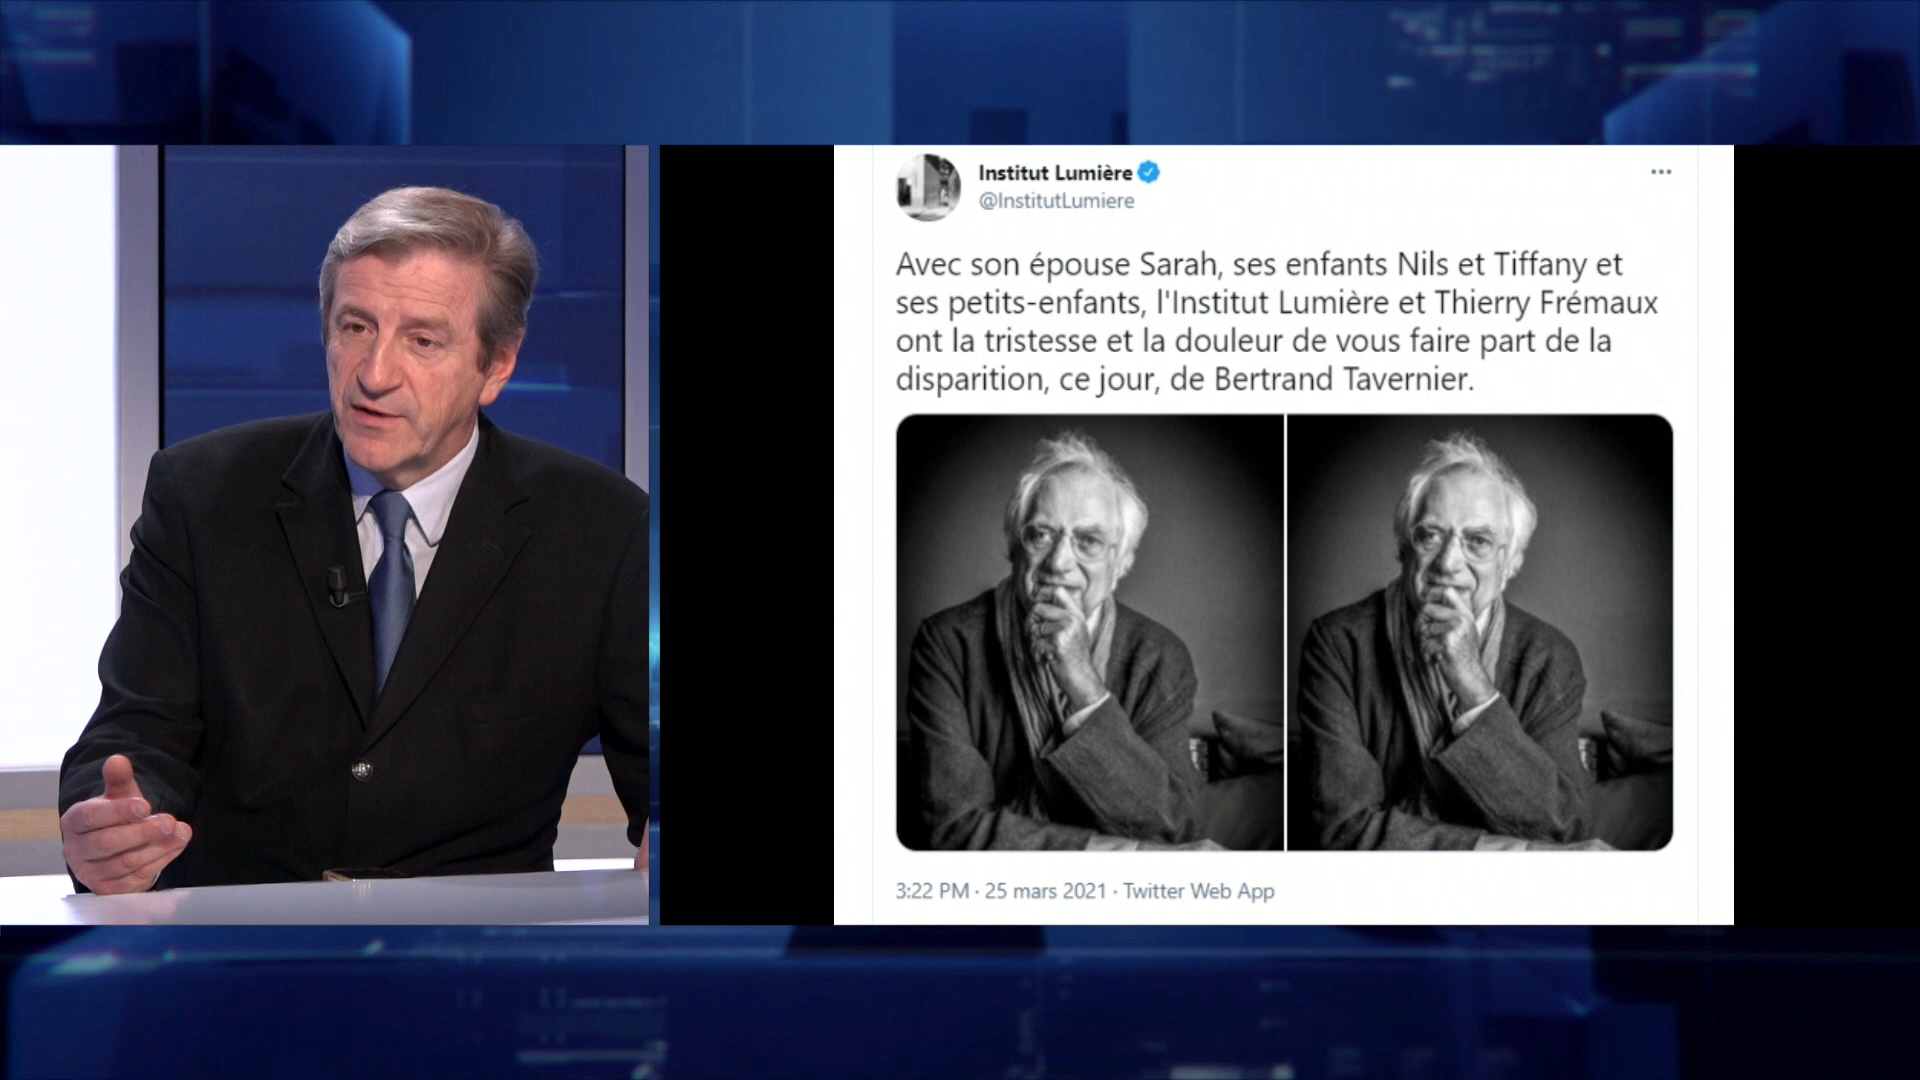 Institut Lumière
@InstitutLumiere
Avec son épouse Sarah, ses enfants Nils et Tiffany et
ses petits-enfants, l'Institut Lumière et Thierry Frémaux
ont la tristesse et la douleur de vous faire part de la
disparition, ce jour, de Bertrand Tavernier.
3:22 PM · 25 mars 2021 · Twitter Web App